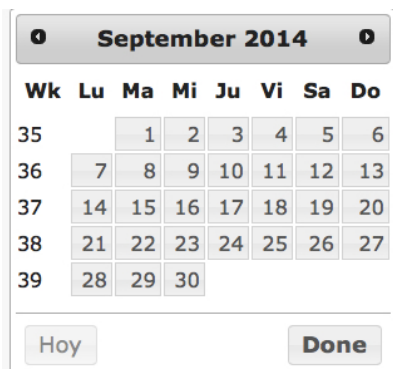 September 2014
Wk Lu Ma Mi Ju Vi Sa Do
35 1 2 3 4 5 6
36 7 8 9 10 11 12 13
37 14 15 16 17 18 19 20
38 21 22 23 24 25 26 27
39 28 29 30
Hoy Done